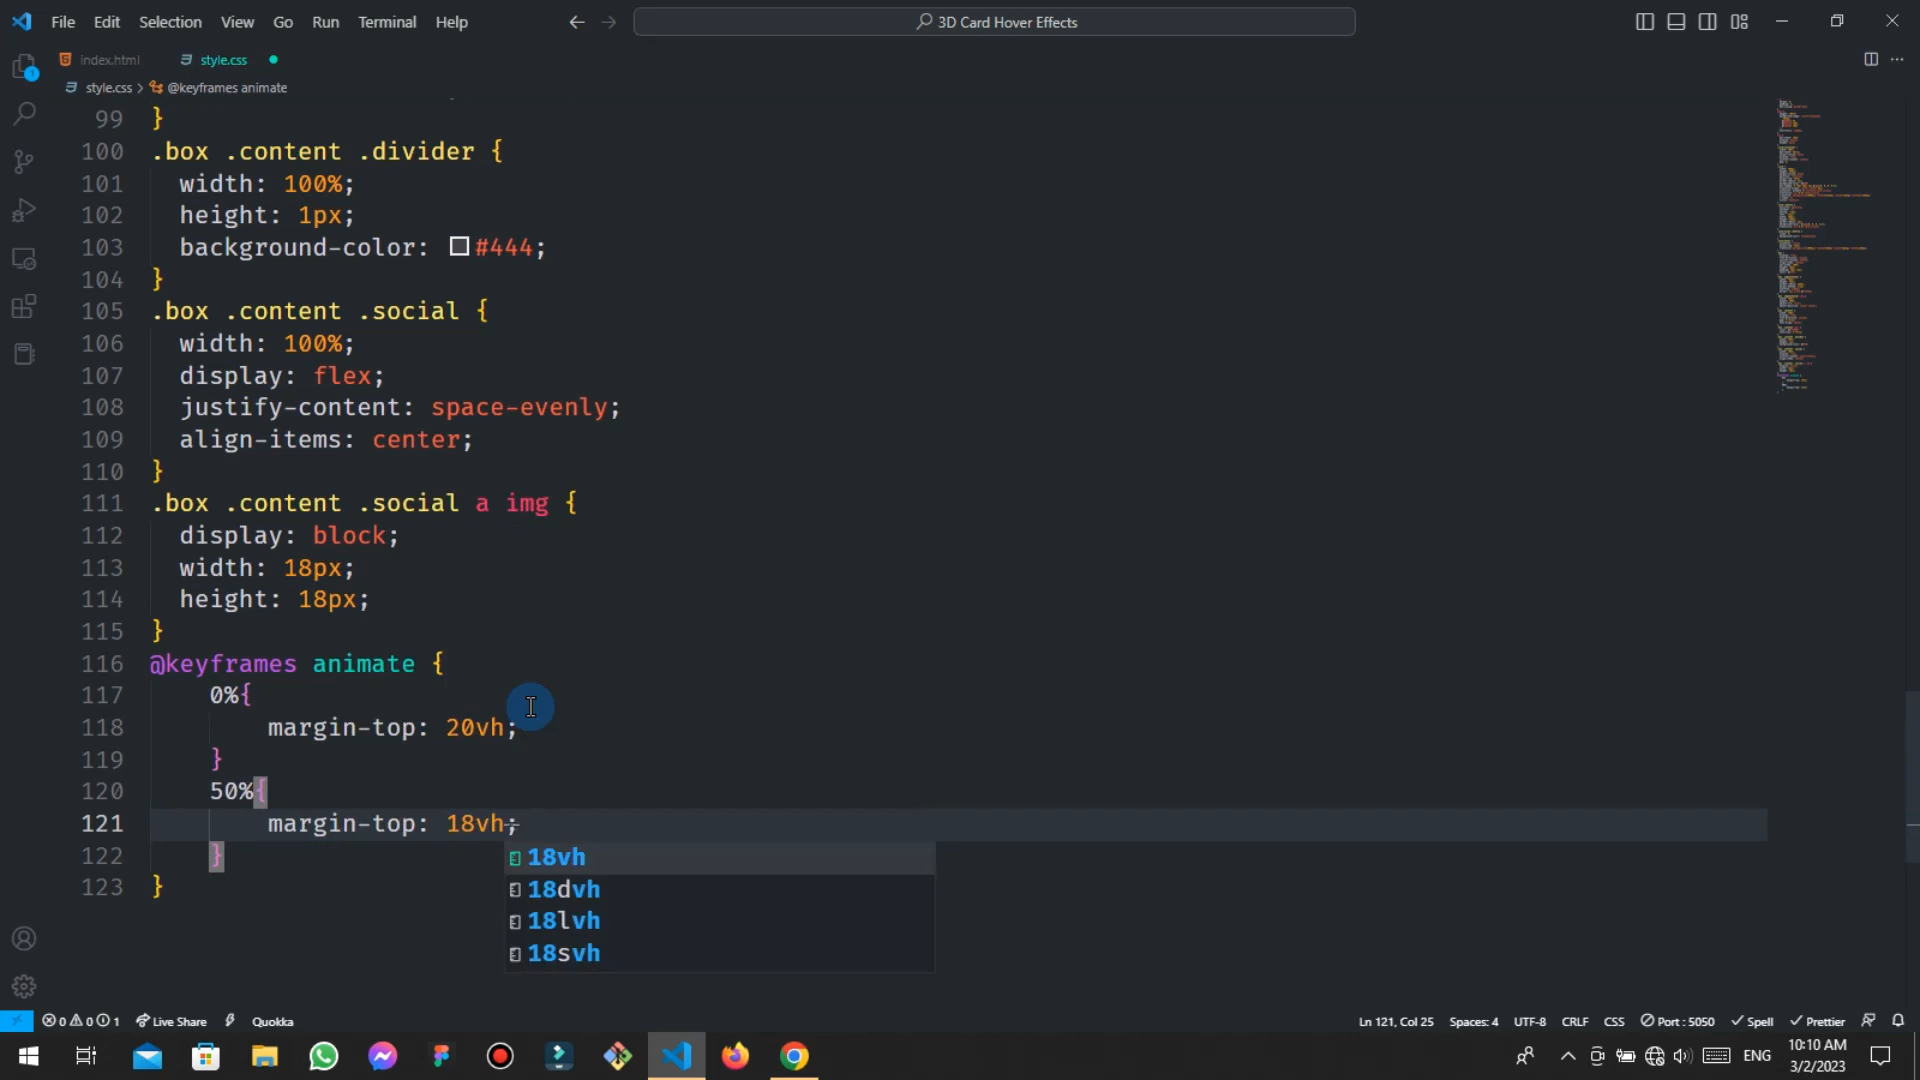 File Edit Selection View Go Run Terminal Help
3D Card Hover Effects
index.html style.css
style.css > @keyframes animate
1
99 }
100 .box .content .divider {
101 width: 100%;
102 height: 1px;
103 background-color: #444;
104 }
105 .box .content .social {
106 width: 100%;
107 display: flex;
108 justify-content: space-evenly;
109 align-items: center;
110 }
111 .box .content .social a img {
112 display: block;
113 width: 18px;
114 height: 18px;
115 }
116 @keyframes animate {
117 0%{
118 margin-top: 20vh;
119 }
120 50%{
121 margin-top: 18vh;
122 }
123 }
18vh
18dvh
18lvh
18svh
0 0 1 Live Share Quokka
Ln 121, Col 25 Spaces: 4 UTF-8 CRLF CSS Port : 5050 Spell Prettier
ENG
10:10 AM
3/2/2023